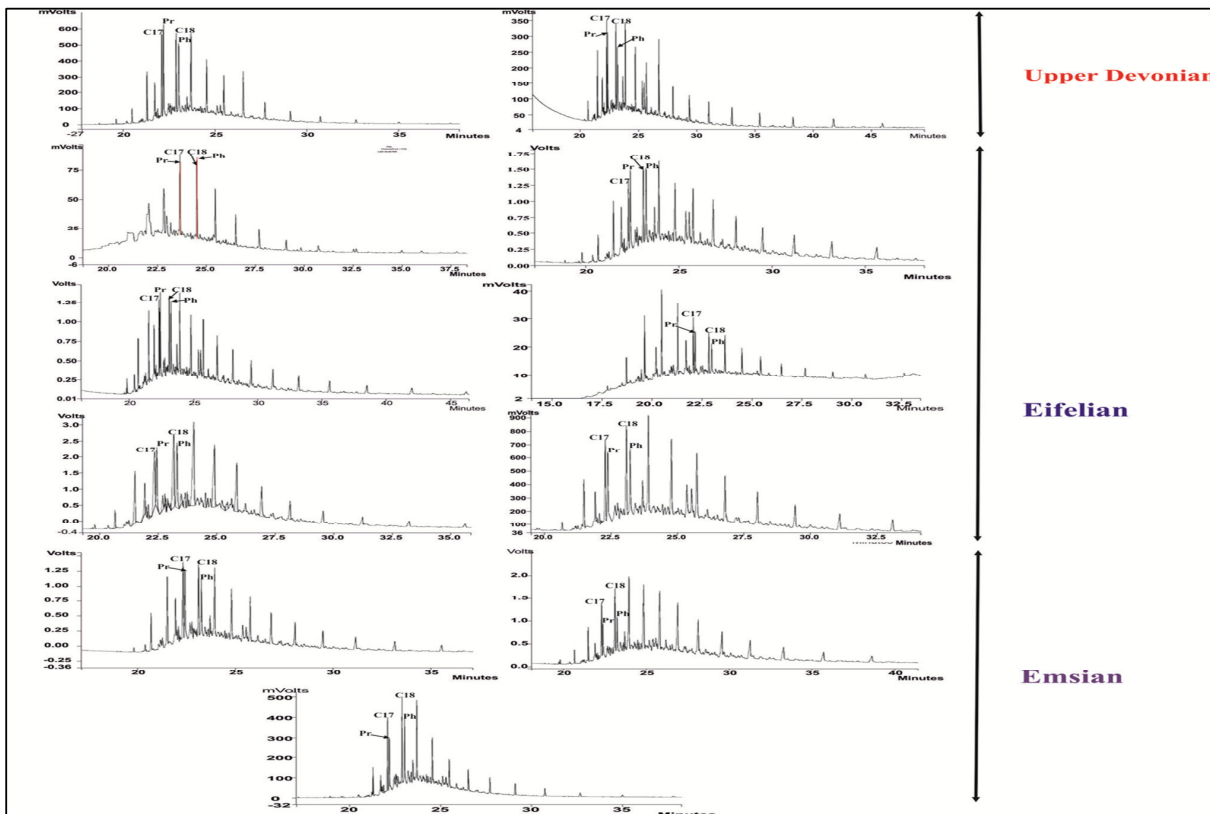 mVolts
Pr
C17
C18
Ph
600
500
400
300
200
100
0
-27
20
25
30
35
Minutes
mVolts
C17
C18
Pr
Ph
350
300
250
200
150
100
50
4
20
25
30
35
40
45
Minutes
Upper Devonian
mVolts
C17 C18
Pr
Ph
75
50
0
-6
20.0
22.5
25.0
27.5
30.0
32.5
35.0
37.5
Minutes
Volts
C18
Pr
Ph
C17
1.75
1.50
1.25
1.00
0.75
0.50
0.25
0.00
20
25
30
35
Minutes
Volts
Pr
C18
C17
Ph
1.25
1.00
0.75
0.50
0.25
0.01
20
25
30
35
40
45
Minutes
mVolts
C17
Pr
C18
Ph
40
30
20
10
2
15.0
17.5
20.0
22.5
25.0
27.5
30.0
32.5
Minutes
Eifelian
Volts
C18
C17
Pr
Ph
3.0
2.5
2.0
1.5
1.0
0.5
0.0
-0.4
20.0
22.5
25.0
27.5
30.0
32.5
35.0
Minutes
mVolts
C18
C17
Pr
Ph
900
800
700
600
500
400
300
200
100
36
20.0
22.5
25.0
27.5
30.0
32.5
Minutes
Volts
C17
C18
Pr
Ph
1.25
1.00
0.75
0.50
0.25
0.00
-0.25
-0.36
20
25
30
35
Minutes
Volts
C18
C17
Ph
Pr
2.0
1.5
1.0
0.5
0.0
20
25
30
35
40
Minutes
Emsian
mVolts
C18
C17
Ph
Pr
500
400
300
200
100
0
-32
20
25
30
35
Minutes